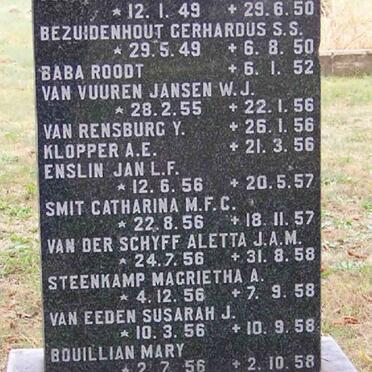 * 12. 1. 49 + 29. 6. 50
BEZUIDENHOUT GERHARDUS S.S.
* 29. 5. 49 + 6. 8. 50
BABA ROODT + 6. 1. 52
VAN VUUREN JANSEN W.J.
* 28. 2. 55 + 22. 1. 56
VAN RENSBURG Y. + 26. 1. 56
KLOPPER A.E. + 21. 3. 56
ENSLIN JAN L.F.
* 12. 6. 56 + 20. 5. 57
SMIT CATHARINA M.F.C.
* 22. 8. 56 + 18. 11. 57
VAN DER SCHYFF ALETTA J.A.M.
* 24. 7. 56 + 31. 8. 58
STEENKAMP MAGRIETHA A.
* 4. 12. 56 + 7. 9. 58
VAN EEDEN SUSARAH J.
* 10. 3. 56 + 10. 9. 58
BOUILLIAN MARY
* 2. 7. 56 + 2. 10. 58